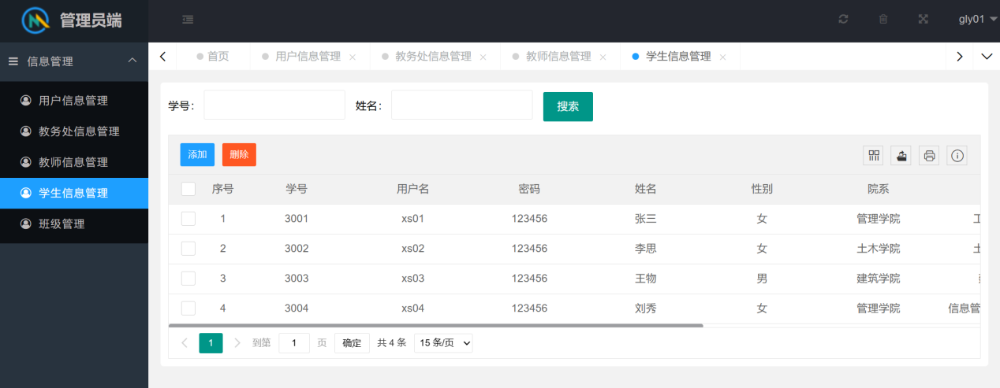 管理员端
gly01
信息管理
首页 用户信息管理 教务处信息管理 教师信息管理 学生信息管理
用户信息管理
教务处信息管理
教师信息管理
学生信息管理
班级管理
学号: 姓名: 搜索
添加 删除
序号 学号 用户名 密码 姓名 性别 院系
1 3001 xs01 123456 张三 女 管理学院
2 3002 xs02 123456 李思 女 土木学院
3 3003 xs03 123456 王物 男 建筑学院
4 3004 xs04 123456 刘秀 女 管理学院 信息管
1 到第 1 页 确定 共 4 条 15 条/页